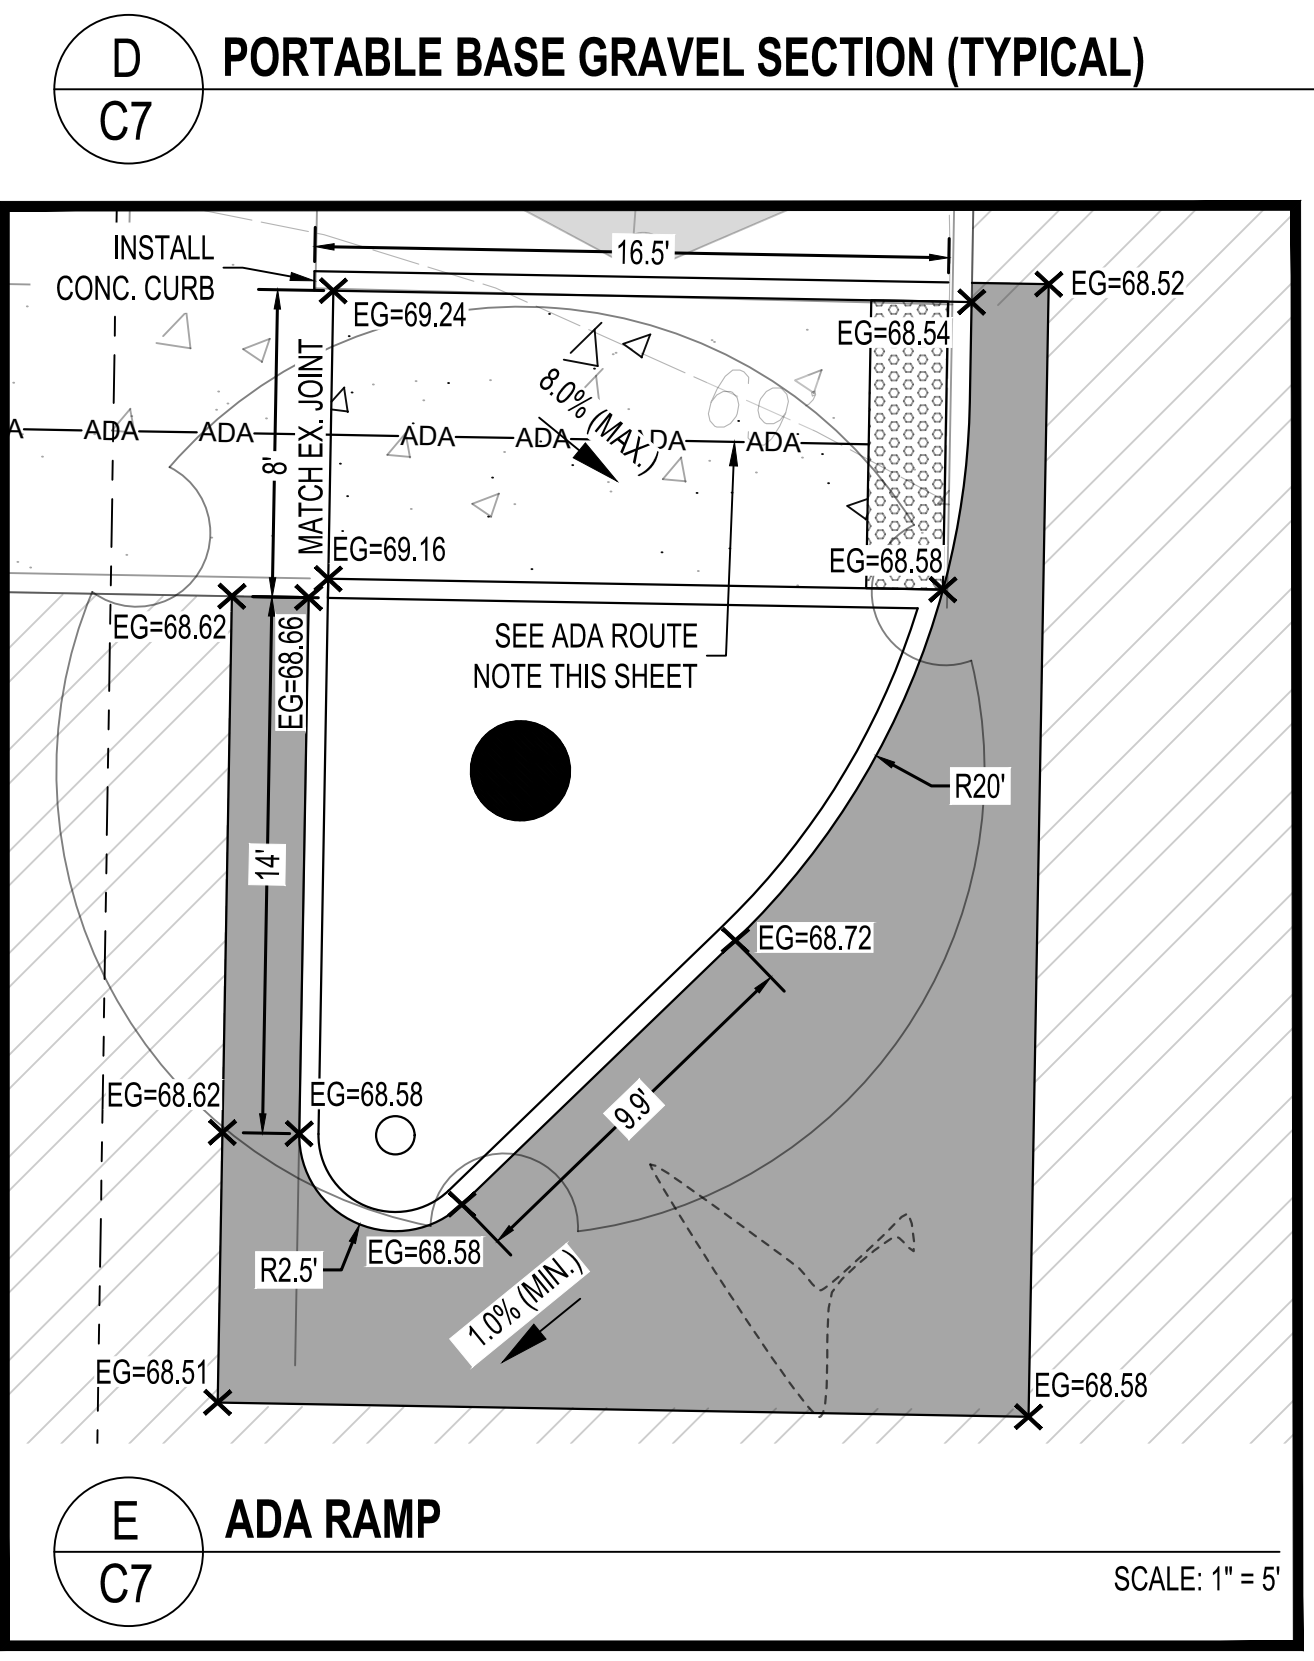 D
C7
PORTABLE BASE GRAVEL SECTION (TYPICAL)
INSTALL
CONC. CURB
16.5'
EG=68.52
EG=69.24
EG=68.54
8'
MATCH EX. JOINT
8.0% (MAX.)
A
ADA
ADA
ADA
ADA
ADA
EG=69.16
EG=68.58
EG=68.62
EG=68.66
SEE ADA ROUTE
NOTE THIS SHEET
R20'
14'
EG=68.72
9.9'
EG=68.62
EG=68.58
R2.5'
EG=68.58
1.0% (MIN.)
EG=68.51
EG=68.58
E
C7
ADA RAMP
SCALE: 1" = 5'